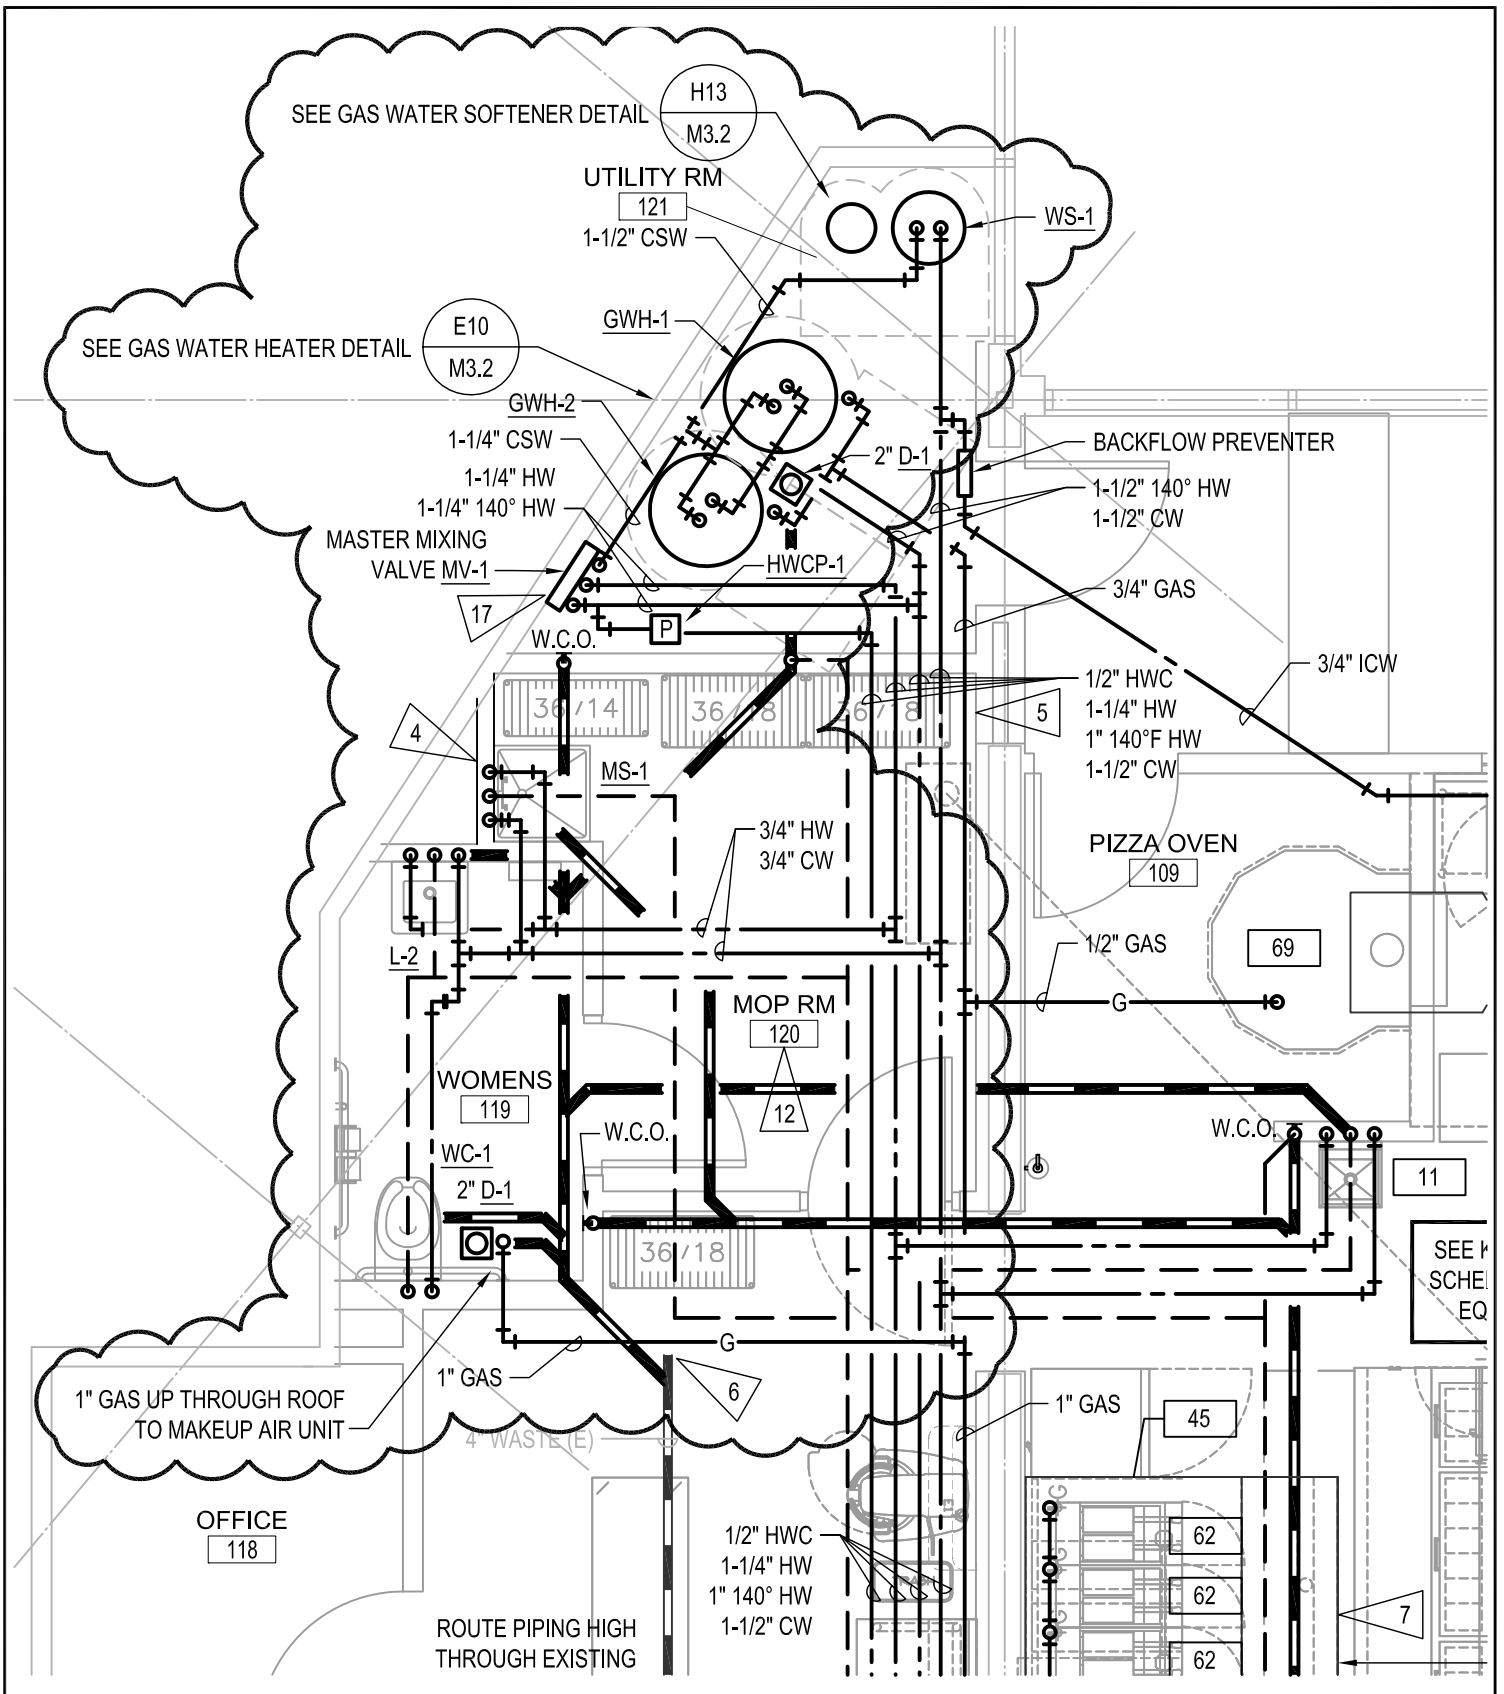 SEE GAS WATER SOFTENER DETAIL
H13
M3.2
UTILITY RM
121
1-1/2" CSW
WS-1
E10
M3.2
SEE GAS WATER HEATER DETAIL
GWH-1
GWH-2
1-1/4" CSW
1-1/4" HW
1-1/4" 140° HW
2" D-1
BACKFLOW PREVENTER
1-1/2" 140° HW
1-1/2" CW
MASTER MIXING
VALVE MV-1
HWCP-1
17
P
W.C.O.
3/4" GAS
3/4" ICW
36/14
36/18
36/18
1/2" HWC
1-1/4" HW
1" 140°F HW
1-1/2" CW
5
4
MS-1
3/4" HW
3/4" CW
PIZZA OVEN
109
69
L-2
1/2" GAS
G
MOP RM
120
12
WOMENS
119
W.C.O.
W.C.O.
WC-1
2" D-1
11
36/18
SEE K
SCHE
EQ
G
1" GAS
6
1" GAS UP THROUGH ROOF
TO MAKEUP AIR UNIT
4" WASTE (E)
1" GAS
45
OFFICE
118
G
G
G
62
62
62
7
1/2" HWC
1-1/4" HW
1" 140° HW
1-1/2" CW
ROUTE PIPING HIGH
THROUGH EXISTING